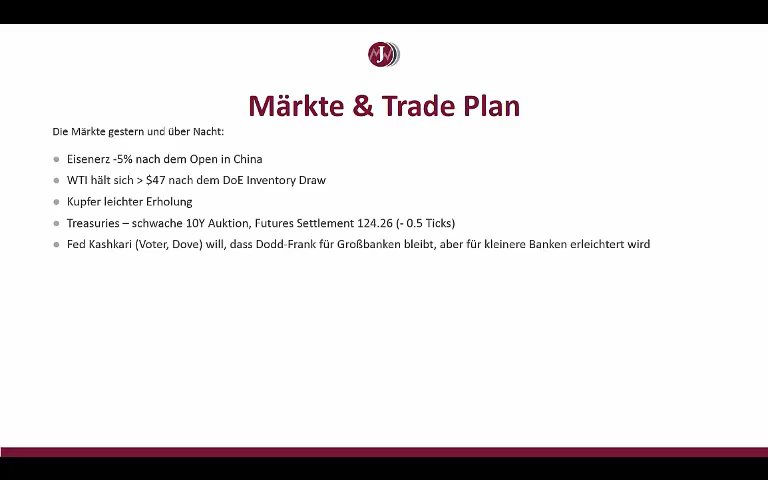 J
Märkte & Trade Plan
Die Märkte gestern und über Nacht:
Eisenerz -5% nach dem Open in China
WTI hält sich > $47 nach dem DoE Inventory Draw
Kupfer leichter Erholung
Treasuries – schwache 10Y Auktion, Futures Settlement 124.26 (- 0.5 Ticks)
Fed Kashkari (Voter, Dove) will, dass Dodd-Frank für Großbanken bleibt, aber für kleinere Banken erleichtert wird